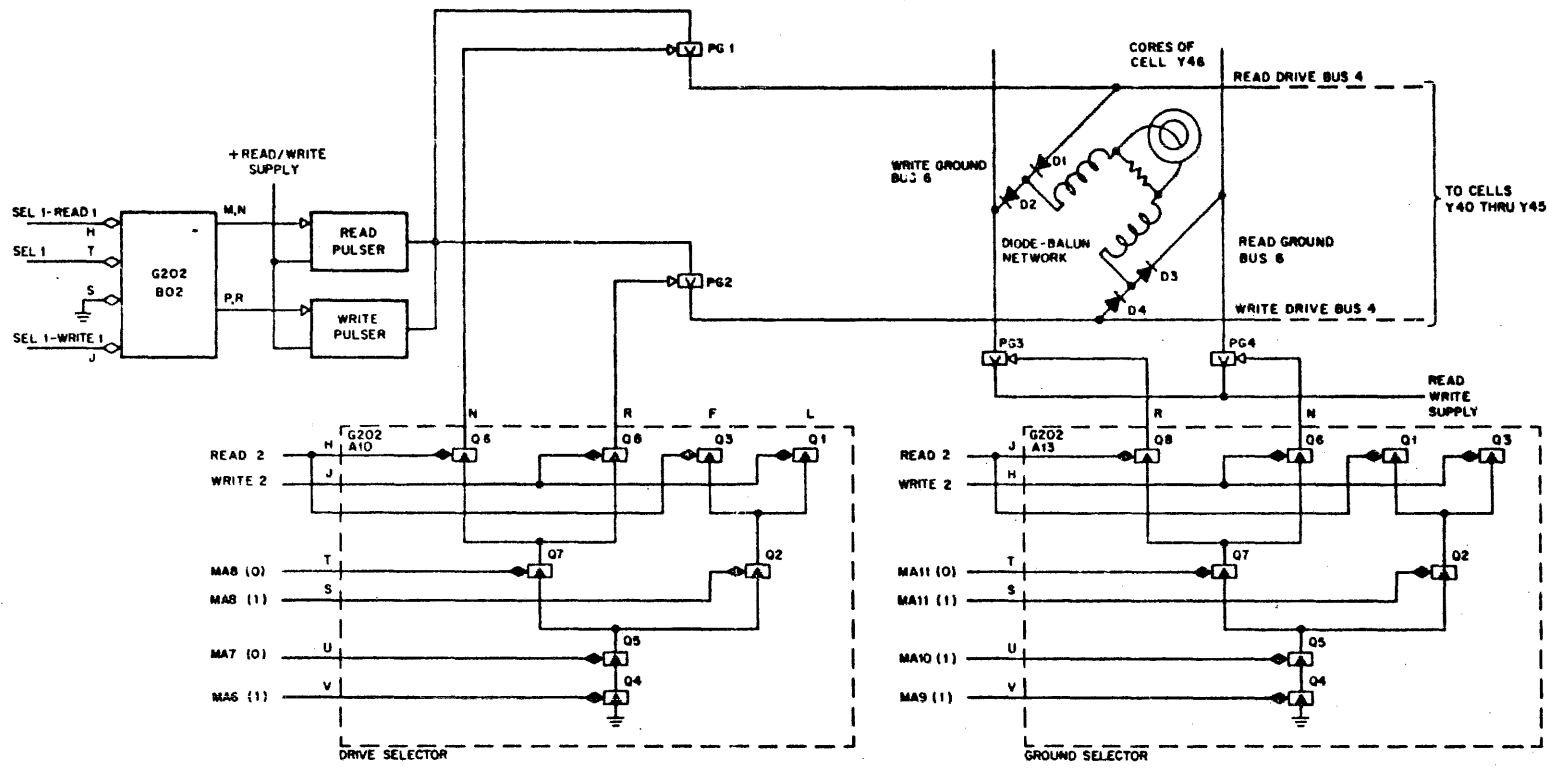 PG 1
CORES OF
CELL Y46
READ DRIVE BUS 4
+READ/WRITE
SUPPLY
WRITE GROUND
BUS 6
D1
D2
TO CELLS
Y40 THRU Y45
SEL 1-READ 1
H
M,N
READ
PULSER
SEL 1
T
G202
B02
DIODE-BALUN
NETWORK
READ GROUND
BUS 6
D3
S
P,R
PG2
WRITE
PULSER
D4
WRITE DRIVE BUS 4
SEL 1-WRITE 1
J
PG3
PG4
READ
WRITE
SUPPLY
N
R
F
L
R
N
READ 2
H
G202
A10
Q6
Q8
Q3
Q1
WRITE 2
J
READ 2
J
G202
A13
Q8
Q6
Q1
Q3
WRITE 2
H
MA8 (0)
T
Q7
Q2
MA8 (1)
S
MA11 (0)
T
Q7
Q2
MA11 (1)
S
MA7 (0)
U
Q5
MA6 (1)
V
Q4
MA10 (1)
U
Q5
MA9 (1)
V
Q4
DRIVE SELECTOR
GROUND SELECTOR